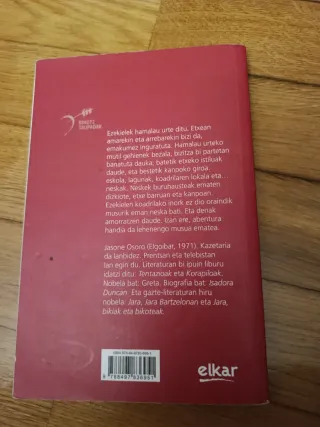 BERRITZ
Ezekielek hamalau urte ditu. Etxean
amarekin eta arrebarekin bizi da,
emakumez inguratuta. Hamalau urteko
mutil gehienek bezala, bizitza bi partetan
banatuta dauka: batetik etxeko istiluak
daude, eta bestetik kanpoko giroa:
eskola, lagunak, koadrilaren lokala eta...
neskak. Neskek buruhausteak ematen
dizkiote, etxe barruan eta kanpoan.
Ezekielen koadrilako inork ez dio oraindik
musurik eman neska bati. Eta denak
amorratzen daude, izan ere, abentura
handia da lehenengo musua ematea.
Jasone Osoro (Elgoibar, 1971). Kazetaria
da lanbidez. Prentsan eta telebistan
lan egin du. Literaturan bi ipuin liburu
idatzi ditu: Tentazioak eta Korapiloak.
Nobela bat: Greta. Biografia bat: Isadora
Duncan. Eta gazte-literaturan hiru
nobela: Jara, Jara Bartzelonan eta Jara,
bikiak eta bikoteak.
elkar